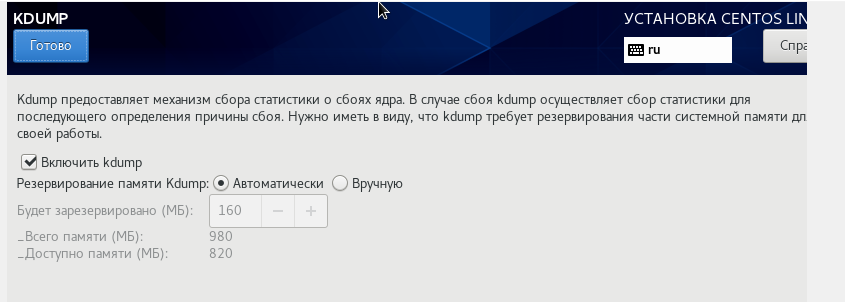 KDUMP
УСТАНОВКА CENTOS LIN
Готово
ru
Спра
Kdump предоставляет механизм сбора статистики о сбоях ядра. В случае сбоя kdump осуществляет сбор статистики для
последующего определения причины сбоя. Нужно иметь в виду, что kdump требует резервирования части системной памяти дл
своей работы.
Включить kdump
Резервирование памяти Kdump: Автоматически Вручную
Будет зарезервировано (МБ): 160 − +
_Всего памяти (МБ): 980
_Доступно памяти (МБ): 820